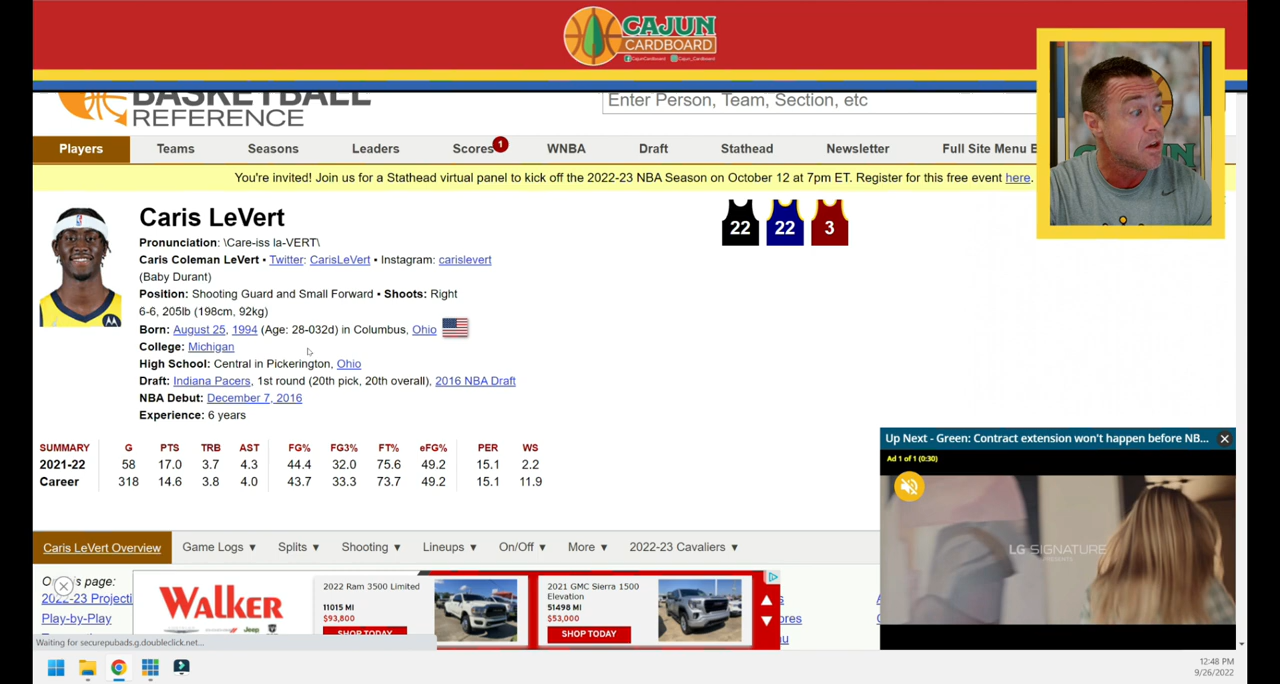 CAJUN
CARDBOARD
CajunCardboard Cajun_Cardboard
BASKETBALL
REFERENCE
Enter Person, Team, Section, etc
Players Teams Seasons Leaders Scores 1 WNBA Draft Stathead Newsletter Full Site Menu
You're invited! Join us for a Stathead virtual panel to kick off the 2022-23 NBA Season on October 12 at 7pm ET. Register for this free event here.
Caris LeVert
22 22 3
Pronunciation: \Care-iss la-VERT\
Caris Coleman LeVert ▪ Twitter: CarisLeVert ▪ Instagram: carislevert
(Baby Durant)
Position: Shooting Guard and Small Forward ▪ Shoots: Right
6-6, 205lb (198cm, 92kg)
Born: August 25, 1994 (Age: 28-032d) in Columbus, Ohio
College: Michigan
High School: Central in Pickerington, Ohio
Draft: Indiana Pacers, 1st round (20th pick, 20th overall), 2016 NBA Draft
NBA Debut: December 7, 2016
Experience: 6 years
SUMMARY G PTS TRB AST FG% FG3% FT% eFG% PER WS
2021-22 58 17.0 3.7 4.3 44.4 32.0 75.6 49.2 15.1 2.2
Career 318 14.6 3.8 4.0 43.7 33.3 73.7 49.2 15.1 11.9
Up Next - Green: Contract extension won't happen before NB...
Ad 1 of 1 (0:30)
LG SIGNATURE
PRESENTS
Caris LeVert Overview Game Logs ▼ Splits ▼ Shooting ▼ Lineups ▼ On/Off ▼ More ▼ 2022-23 Cavaliers ▼
page:
2022-23 Projecti
Play-by-Play
WALKER
2022 Ram 3500 Limited
11015 MI
$93,800
SHOP TODAY
2021 GMC Sierra 1500
Elevation
51498 MI
$53,000
SHOP TODAY
Waiting for securepubads.g.doubleclick.net...
12:48 PM
9/26/2022